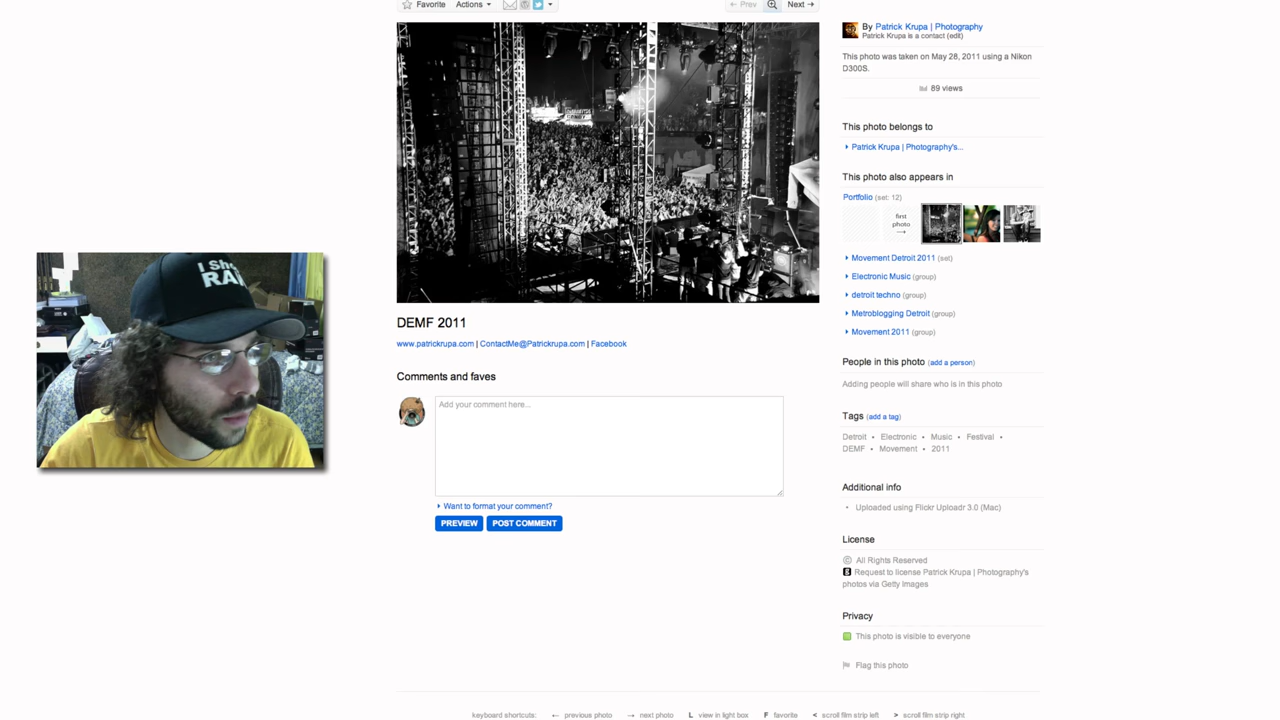 Favorite Actions
← Prev Next →
By Patrick Krupa | Photography
Patrick Krupa is a contact (edit)
This photo was taken on May 28, 2011 using a Nikon
D300S.
89 views
This photo belongs to
Patrick Krupa | Photography's...
This photo also appears in
Portfolio (set: 12)
first
photo
→
Movement Detroit 2011 (set)
Electronic Music (group)
detroit techno (group)
Metroblogging Detroit (group)
Movement 2011 (group)
People in this photo (add a person)
Adding people will share who is in this photo
Tags (add a tag)
Detroit • Electronic • Music • Festival •
DEMF • Movement • 2011
Additional info
• Uploaded using Flickr Uploadr 3.0 (Mac)
License
© All Rights Reserved
Request to license Patrick Krupa | Photography's
photos via Getty Images
Privacy
This photo is visible to everyone
Flag this photo
DEMF 2011
www.patrickrupa.com | ContactMe@Patrickrupa.com | Facebook
Comments and faves
Add your comment here...
Want to format your comment?
PREVIEW POST COMMENT
I Sh
RAW
keyboard shortcuts: ← previous photo → next photo L view in light box F favorite < scroll film strip left > scroll film strip right